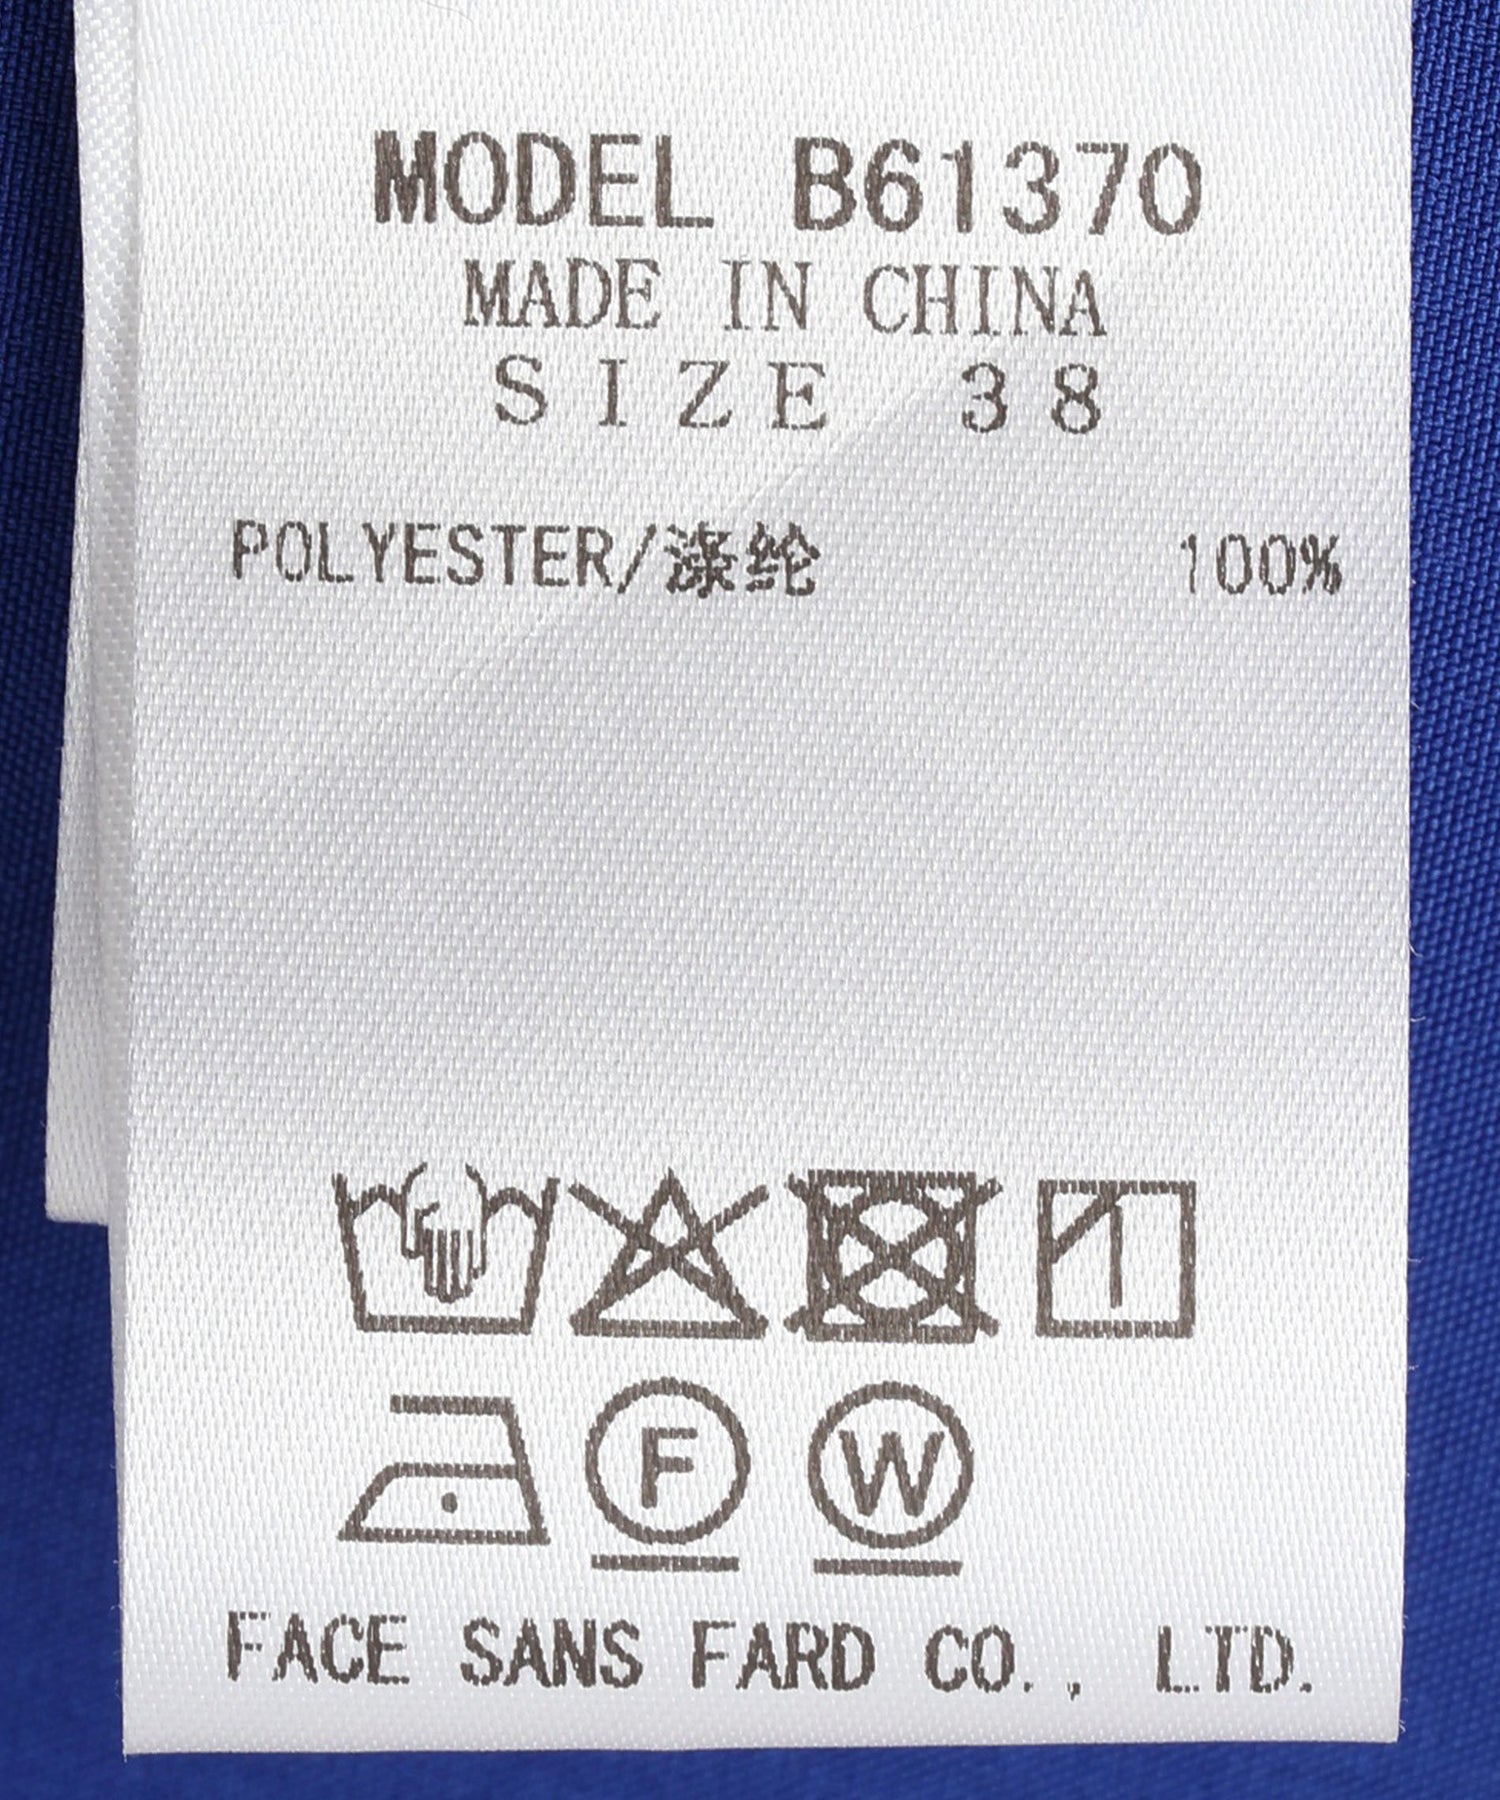 MODEL B61370
MADE IN CHINA
SIZE 38
POLYESTER/涤纶 100%
F W
FACE SANS FARD CO., LTD.